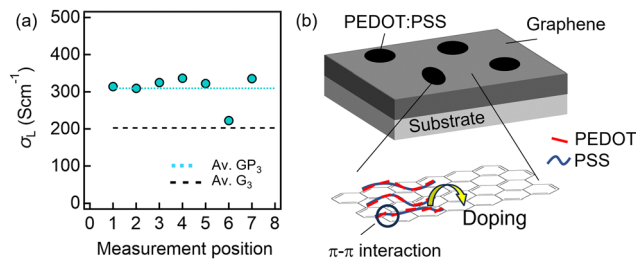 (a)
500
400
300
200
100
0
σL (Scm⁻¹)
Av. GP₃
Av. G₃
0 1 2 3 4 5 6 7 8
Measurement position
(b)
PEDOT:PSS
Graphene
Substrate
PEDOT
PSS
Doping
π-π interaction